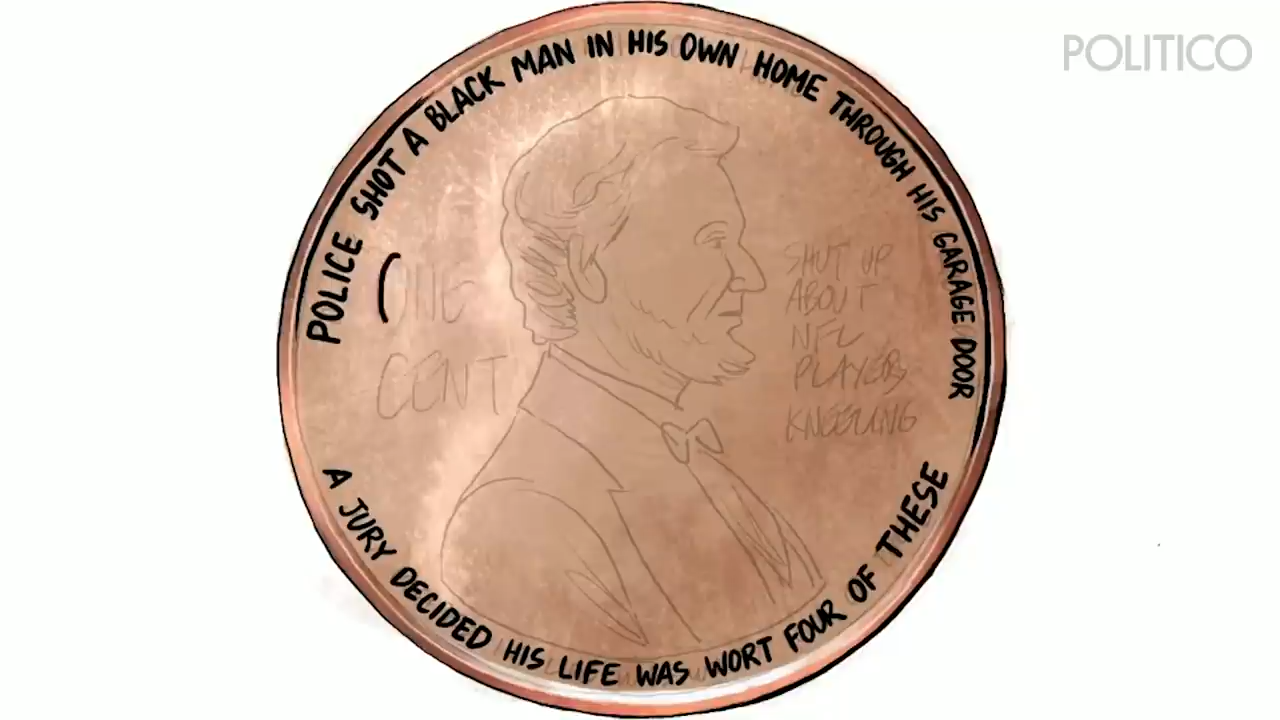 POLITICO
POLICE SHOT A BLACK MAN IN HIS OWN HOME THROUGH HIS GARAGE DOOR
ONE
CENT
SHUT UP
ABOUT
NFL
PLAYERS
KNEELING
A JURY DECIDED HIS LIFE WAS WORT FOUR OF THESE